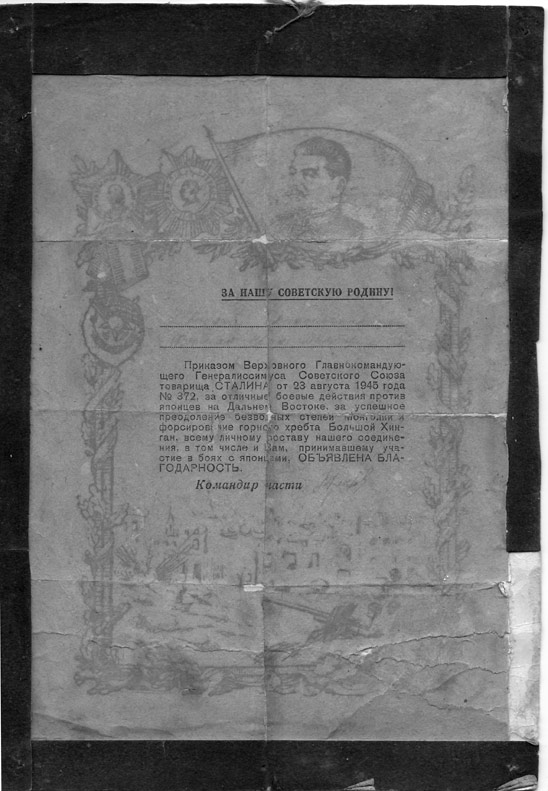 ЗА НАШУ СОВЕТСКУЮ РОДИНУ!
Приказом Верховного Главнокомандую-
щего Генералиссимуса Советского Союза
товарища СТАЛИНА от 23 августа 1945 года
№ 372, за отличные боевые действия против
японцев на Дальнем Востоке, за успешное
преодоление безводных степей Монголии и
форсирование горного хребта Большой Хин-
ган, всему личному составу нашего соедине-
ния, в том числе и Вам, принимавшему уча-
стие в боях с японцами, ОБЪЯВЛЕНА БЛА-
ГОДАРНОСТЬ.
Командир части